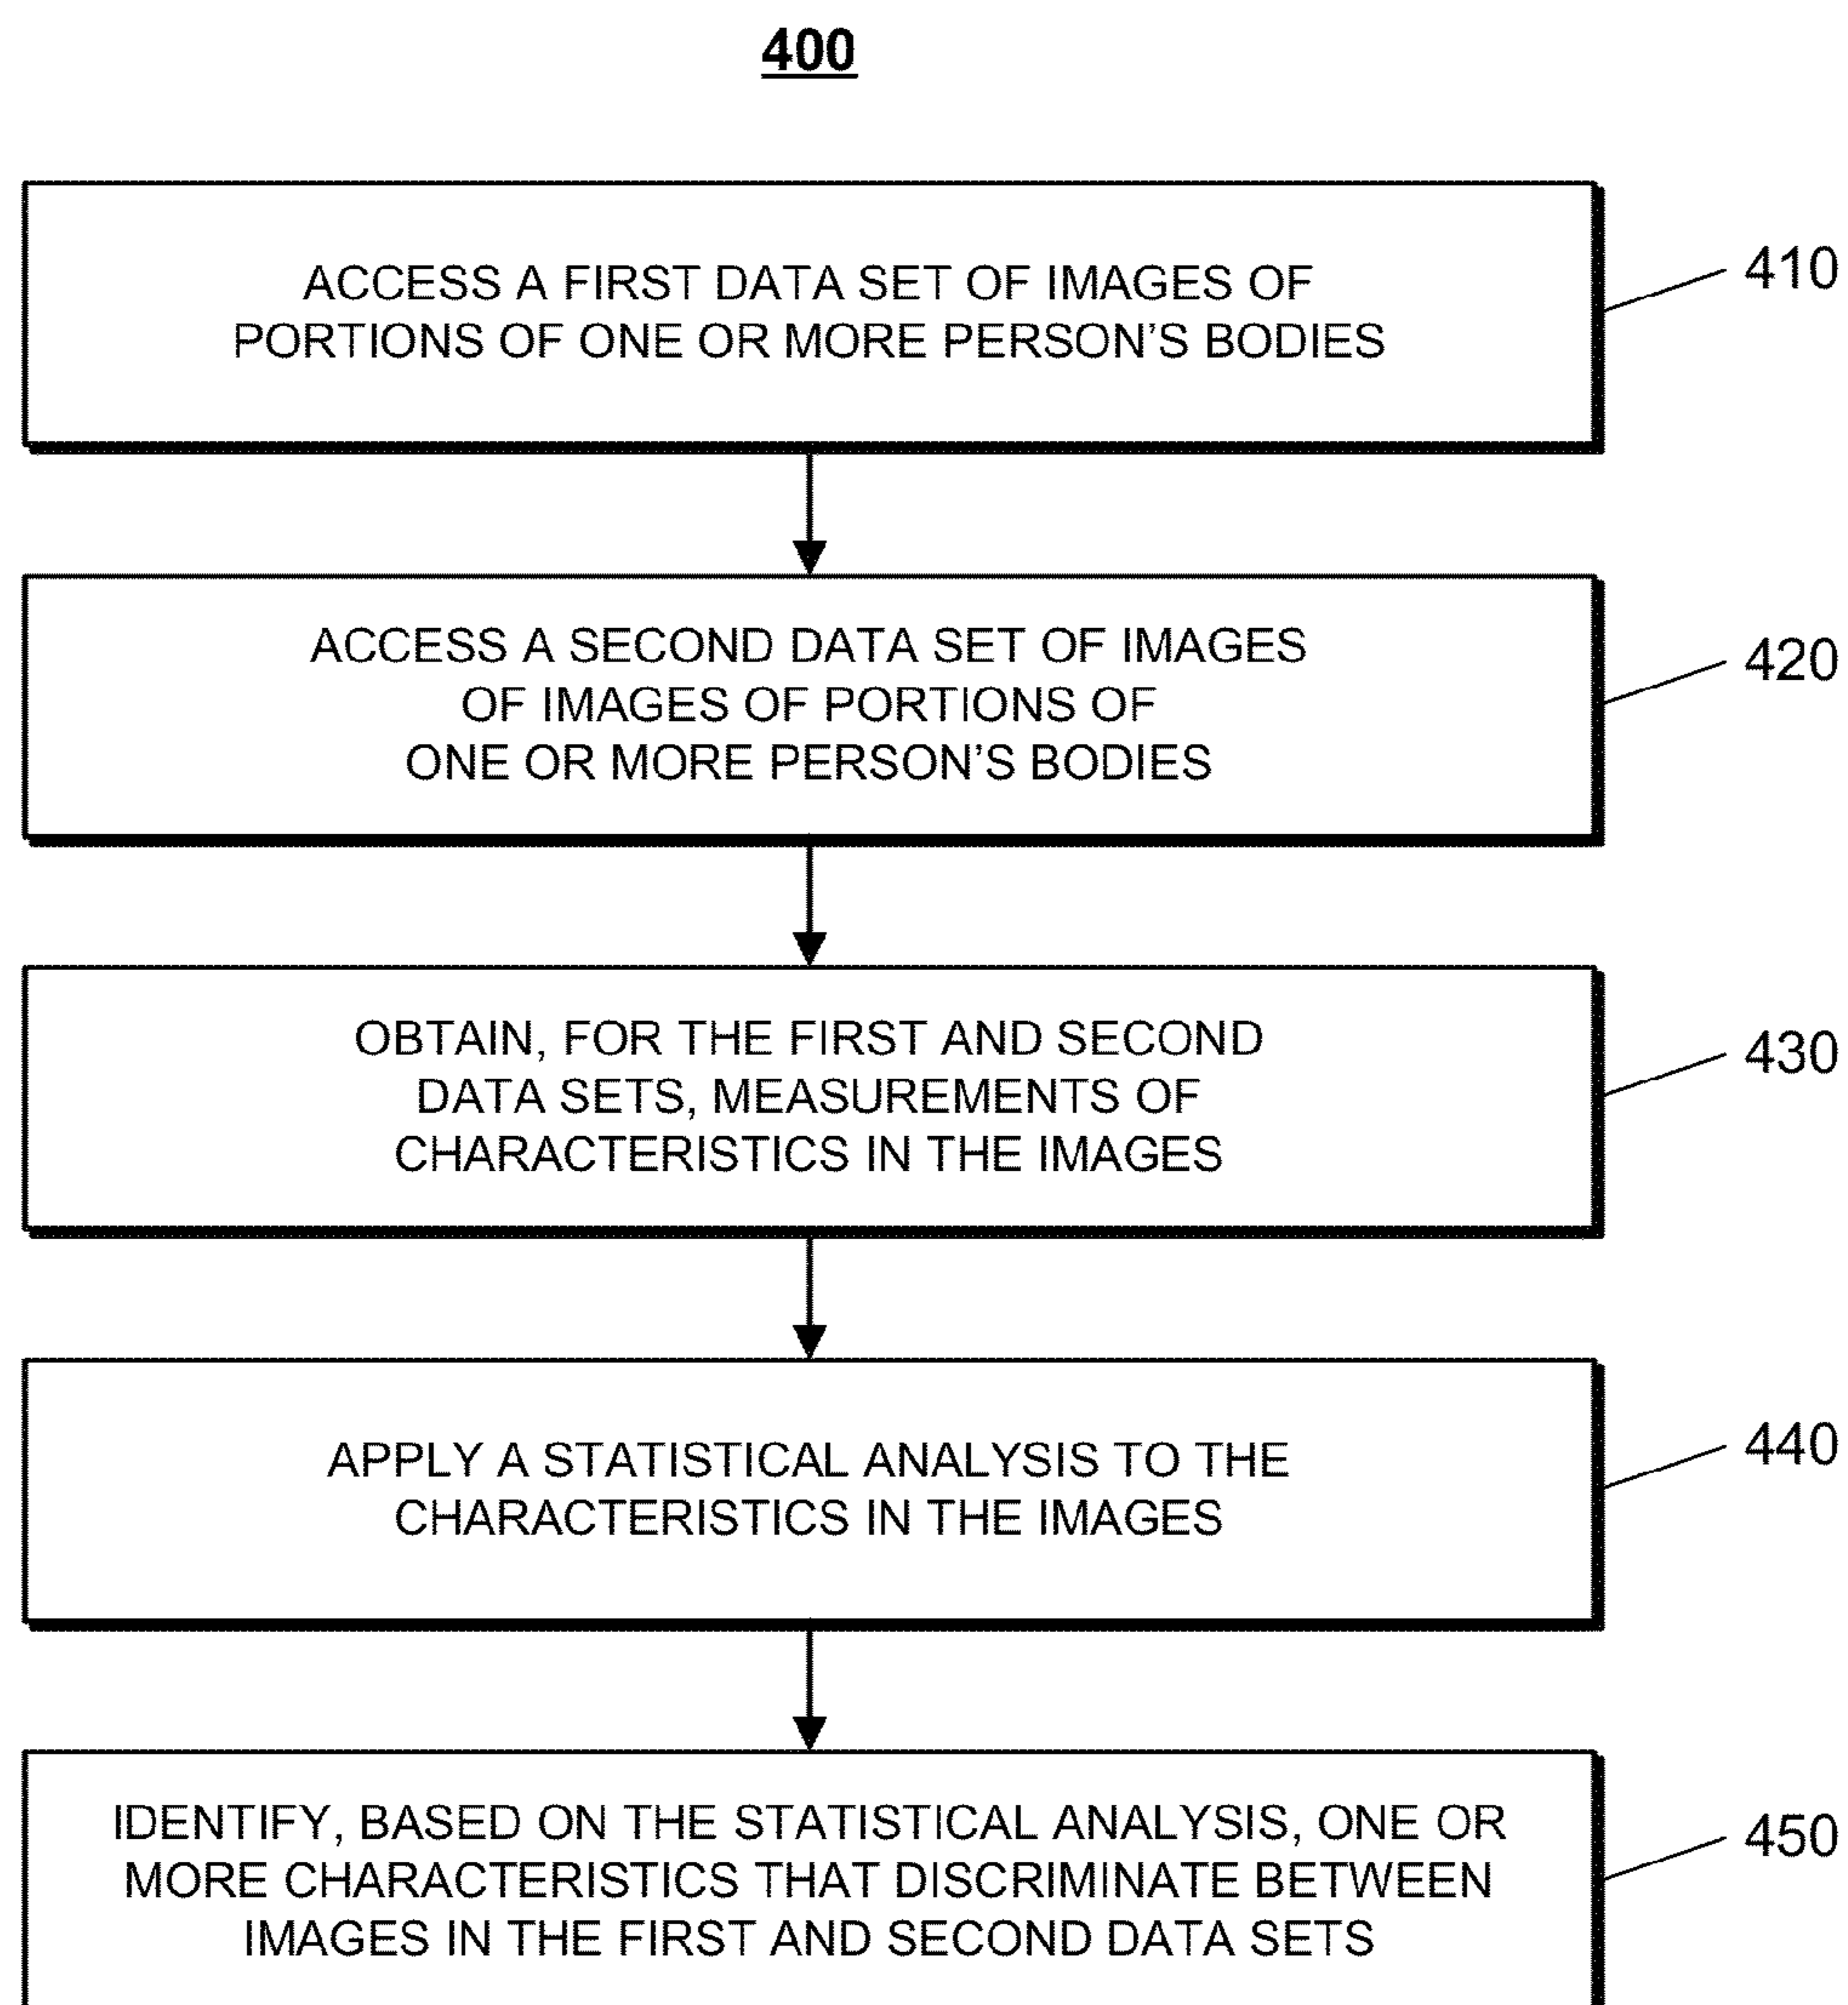 400
ACCESS A FIRST DATA SET OF IMAGES OF
PORTIONS OF ONE OR MORE PERSON'S BODIES
410
ACCESS A SECOND DATA SET OF IMAGES
OF IMAGES OF PORTIONS OF
ONE OR MORE PERSON'S BODIES
420
OBTAIN, FOR THE FIRST AND SECOND
DATA SETS, MEASUREMENTS OF
CHARACTERISTICS IN THE IMAGES
430
APPLY A STATISTICAL ANALYSIS TO THE
CHARACTERISTICS IN THE IMAGES
440
IDENTIFY, BASED ON THE STATISTICAL ANALYSIS, ONE OR
MORE CHARACTERISTICS THAT DISCRIMINATE BETWEEN
IMAGES IN THE FIRST AND SECOND DATA SETS
450